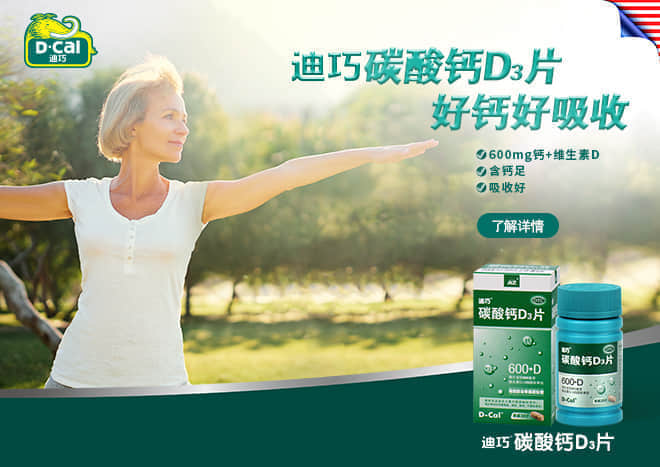 D·Cal
迪巧
迪巧碳酸钙D3片
好钙好吸收
600mg钙+维生素D
含钙足
吸收好
了解详情
迪巧
碳酸钙D3片
600+D
D-Cal
迪巧
碳酸钙D3片
600+D
D-Cal
迪巧 碳酸钙D3片